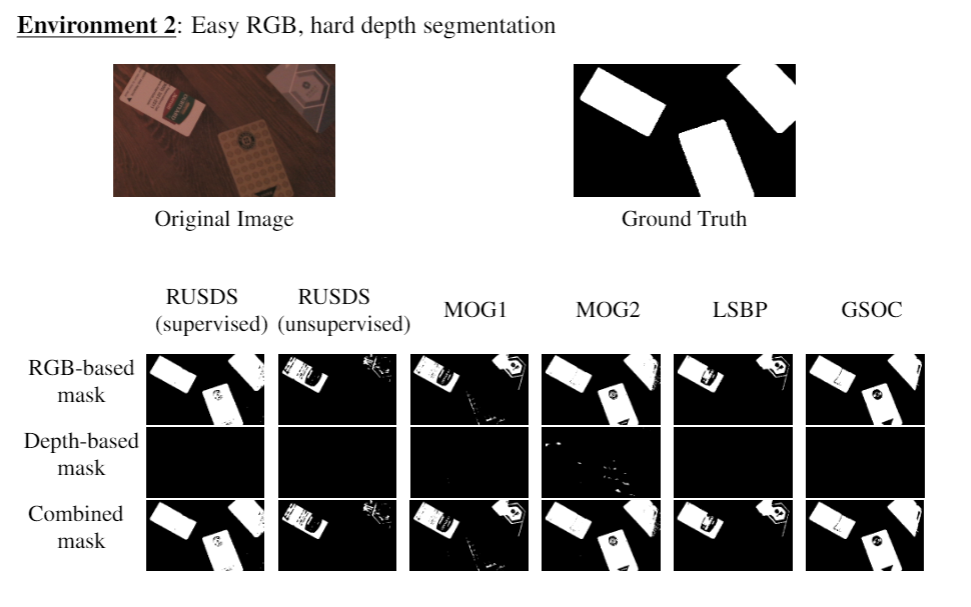 Environment 2: Easy RGB, hard depth segmentation
Original Image
Ground Truth
RUSDS
(supervised)
RUSDS
(unsupervised)
MOG1
MOG2
LSBP
GSOC
RGB-based
mask
Depth-based
mask
Combined
mask